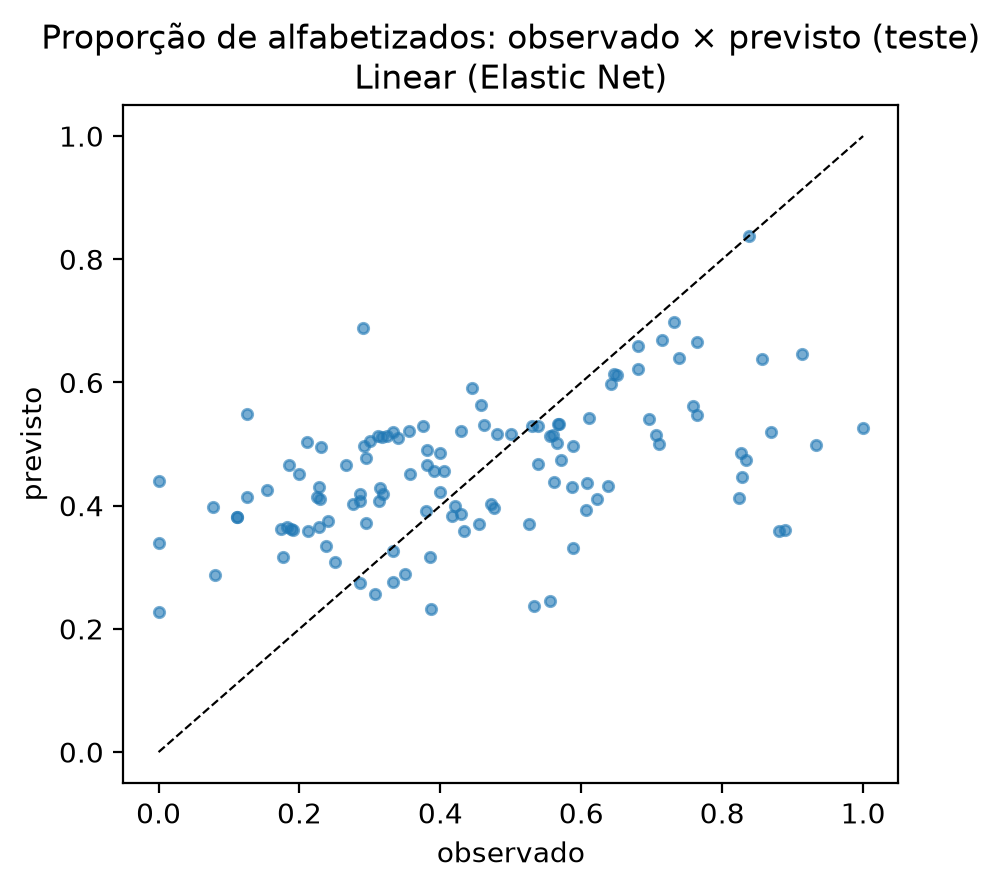 Proporção de alfabetizados: observado × previsto (teste)
Linear (Elastic Net)
1.0
0.8
0.6
0.4
0.2
0.0
previsto
0.0 0.2 0.4 0.6 0.8 1.0
observado